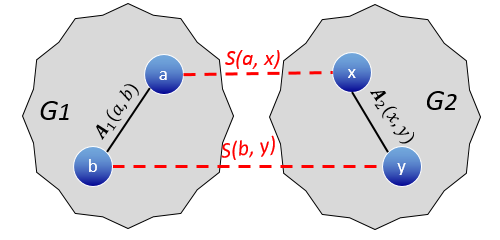 S(a, x)
a
x
G1
A₁(a,b)
A₂(x,y)
G2
S(b, y)
b
y